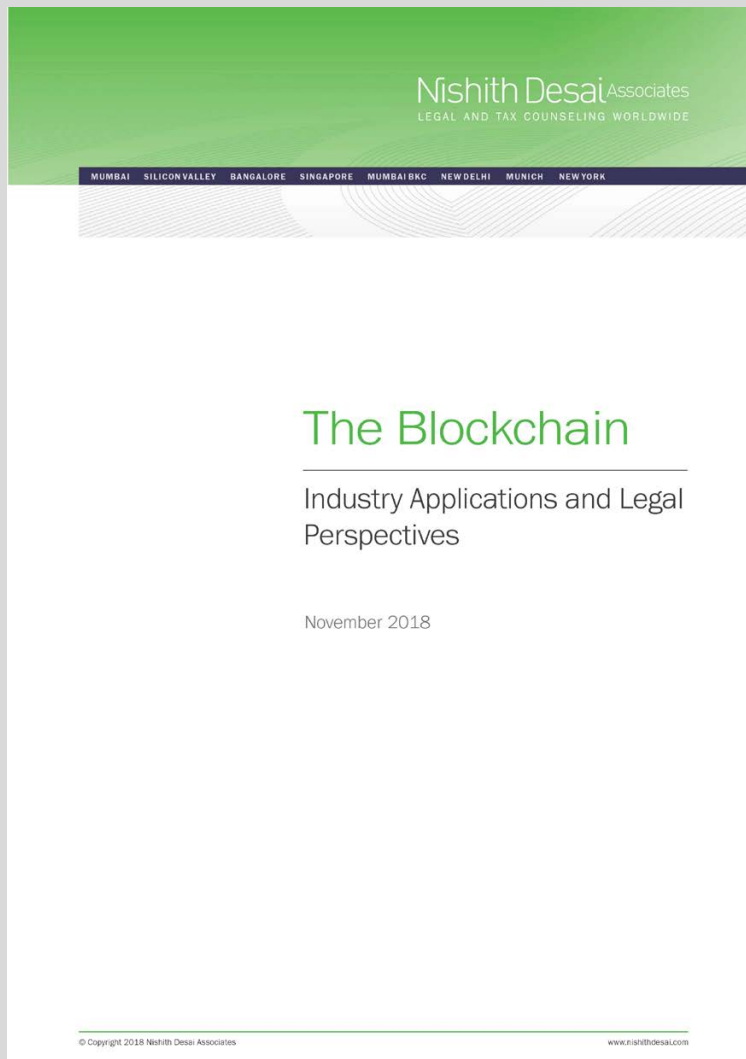 Nishith Desai Associates
LEGAL AND TAX COUNSELING WORLDWIDE
MUMBAI SILICON VALLEY BANGALORE SINGAPORE MUMBAI BKC NEW DELHI MUNICH NEW YORK
The Blockchain
Industry Applications and Legal
Perspectives
November 2018
© Copyright 2018 Nishith Desai Associates
www.nishithdesai.com